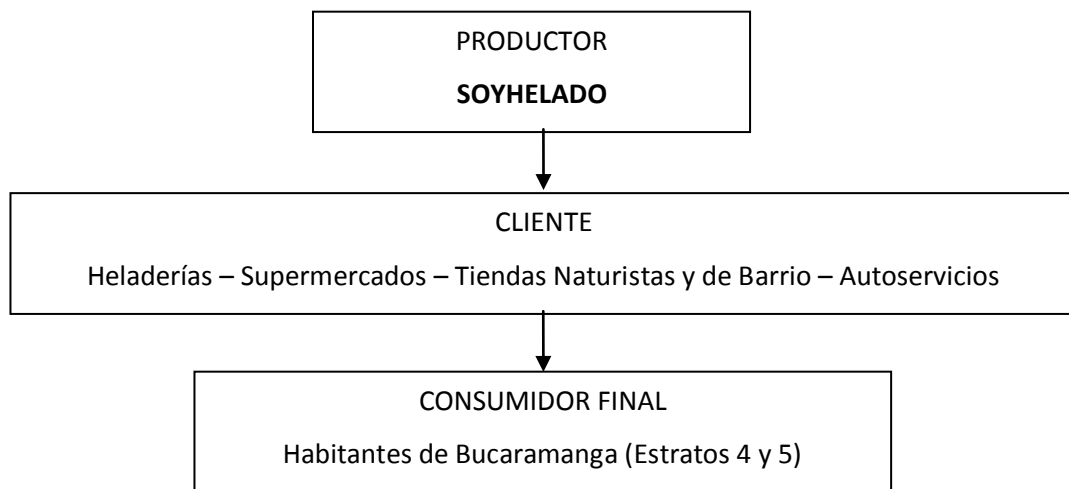 PRODUCTOR
SOYHELADO
CLIENTE
Heladerías – Supermercados – Tiendas Naturistas y de Barrio – Autoservicios
CONSUMIDOR FINAL
Habitantes de Bucaramanga (Estratos 4 y 5)